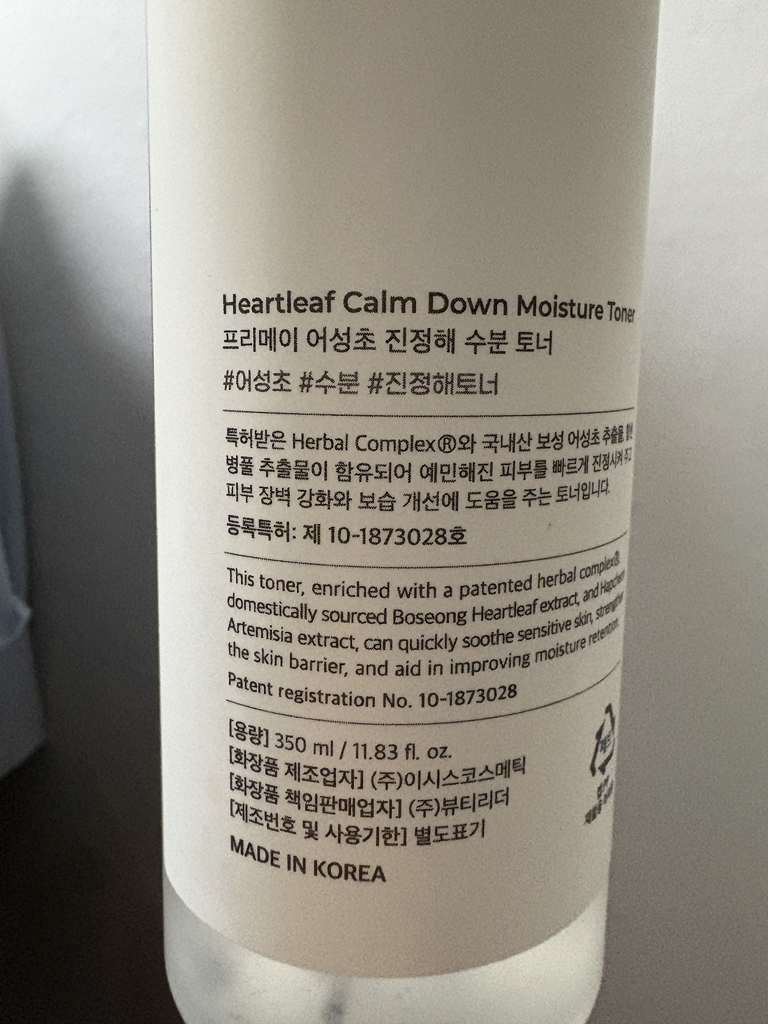 Heartleaf Calm Down Moisture Toner
프리메이 어성초 진정해 수분 토너
#어성초 #수분 #진정해토너
특허받은 Herbal Complex®와 국내산 보성 어성초 추출물,
병풀 추출물이 함유되어 예민해진 피부를 빠르게 진정시켜 주고
피부 장벽 강화와 보습 개선에 도움을 주는 토너입니다.
등록특허: 제 10-1873028호
This toner, enriched with a patented herbal complex®,
domestically sourced Boseong Heartleaf extract, and
Artemisia extract, can quickly soothe sensitive skin, strengthen
the skin barrier, and aid in improving moisture retention.
Patent registration No. 10-1873028
[용량] 350 ml / 11.83 fl. oz.
[화장품 제조업자] (주)이시스코스메틱
[화장품 책임판매업자] (주)뷰티리더
[제조번호 및 사용기한] 별도표기
MADE IN KOREA